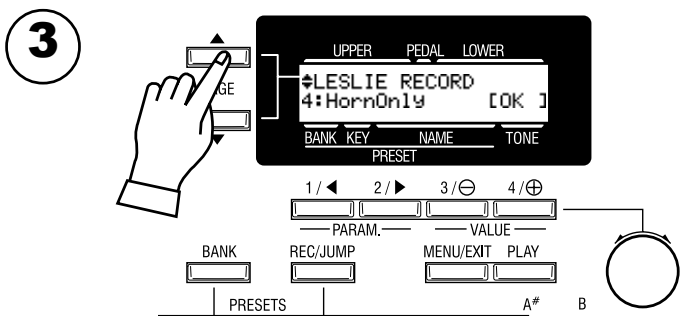 3
UPPER PEDAL LOWER
LESLIE RECORD
4:HornOnly [OK ]
GE
BANK KEY NAME TONE
PRESET
1/◀ 2/▶ 3/⊖ 4/⊕
PARAM. VALUE
BANK REC/JUMP MENU/EXIT PLAY
PRESETS A# B